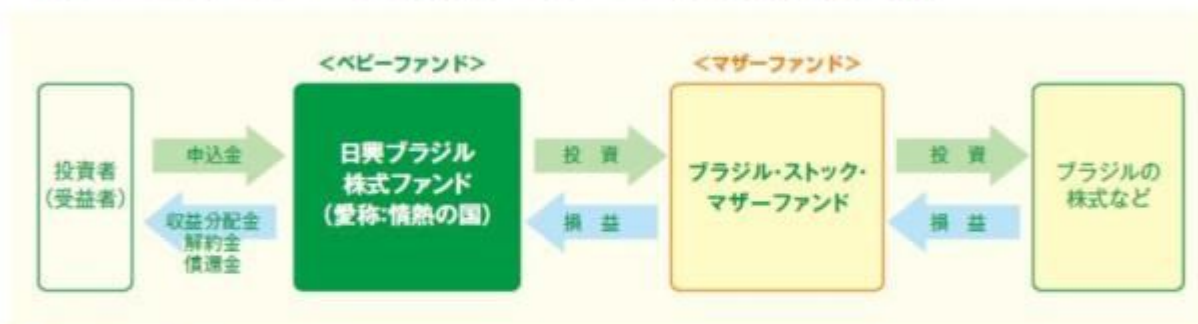 <ベビーファンド>
<マザーファンド>
投資者
(受益者)
申込金
収益分配金
解約金
償還金
日興ブラジル
株式ファンド
(愛称:情熱の国)
投 資
損 益
ブラジル・ストック・
マザーファンド
投 資
損 益
ブラジルの
株式など